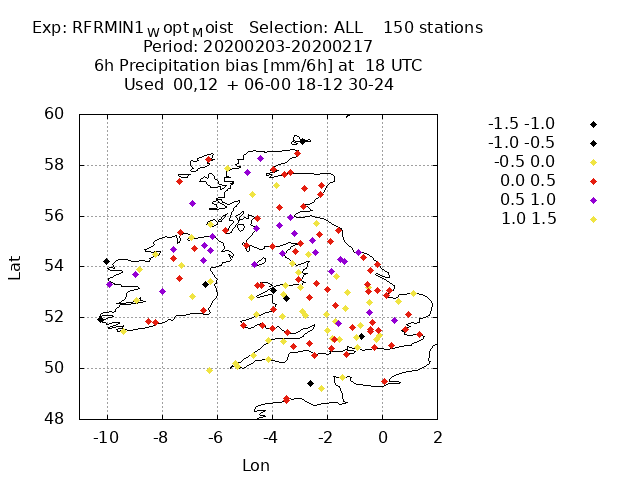 Exp: RFRMIN1WoptMoist Selection: ALL 150 stations
Period: 20200203-20200217
6h Precipitation bias [mm/6h] at 18 UTC
Used 00,12 + 06-00 18-12 30-24
-1.5 -1.0
-1.0 -0.5
-0.5 0.0
0.0 0.5
0.5 1.0
1.0 1.5
60
58
56
54
52
50
48
Lat
-10 -8 -6 -4 -2 0 2
Lon